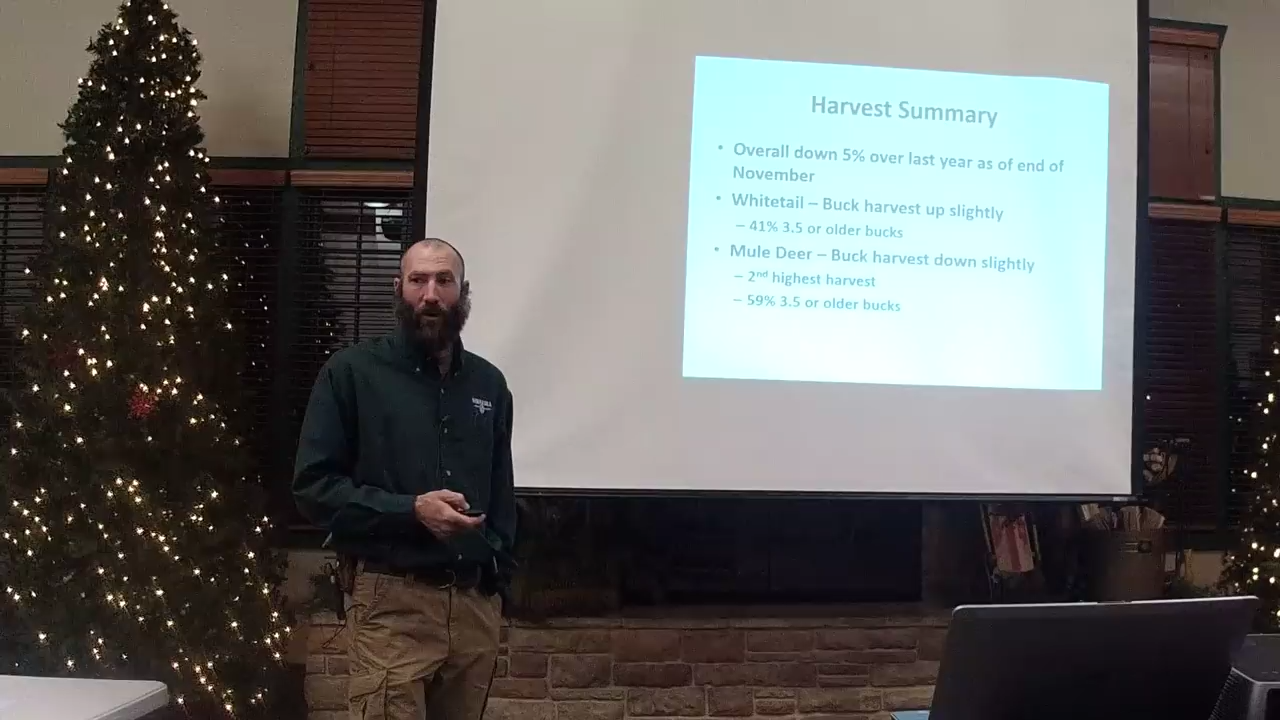 Harvest Summary
• Overall down 5% over last year as of end of
November
• Whitetail – Buck harvest up slightly
– 41% 3.5 or older bucks
• Mule Deer – Buck harvest down slightly
– 2nd highest harvest
– 59% 3.5 or older bucks